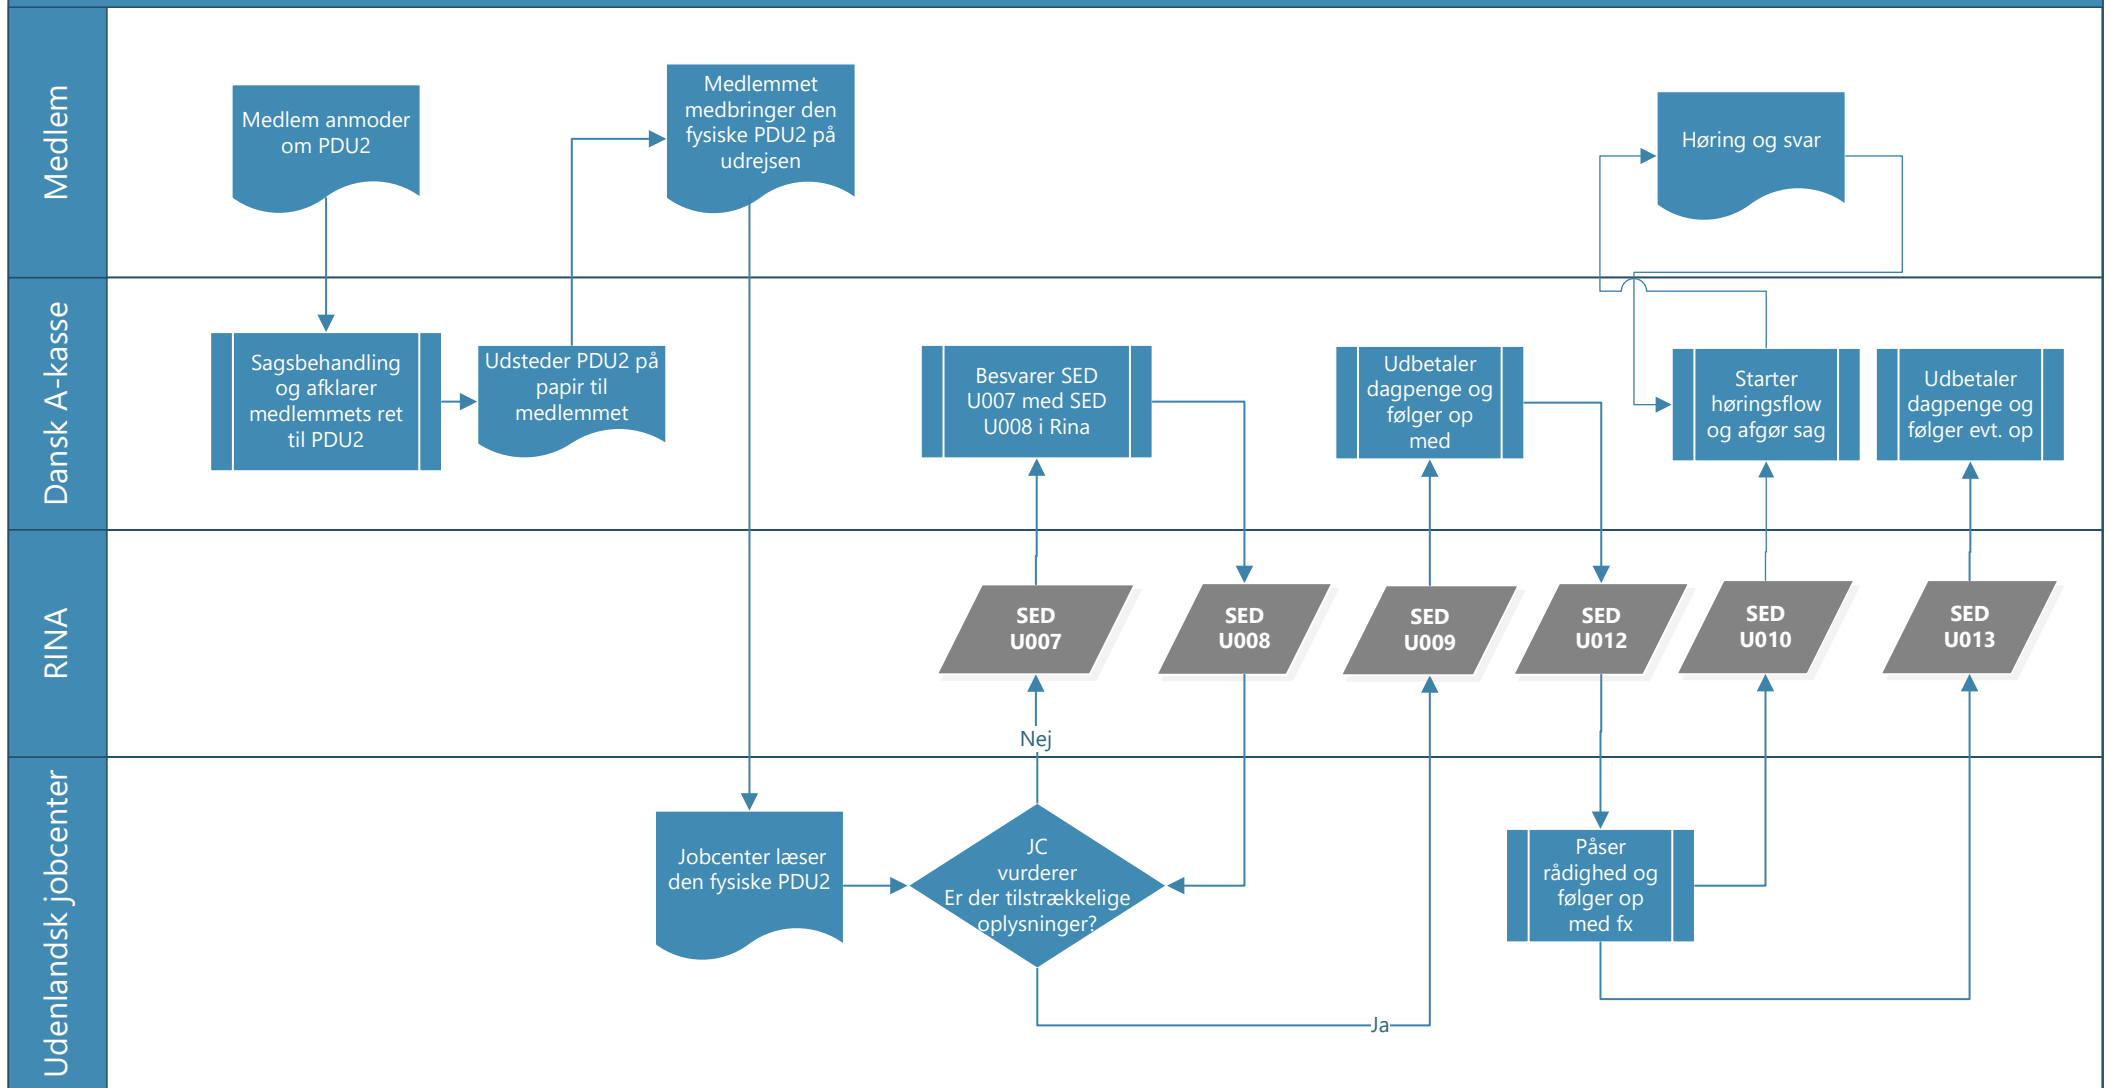 Medlem
Medlem anmoder
om PDU2
Medlemmet
medbringer den
fysiske PDU2 på
udrejsen
Høring og svar
Dansk A-kasse
Sagsbehandling
og afklarer
medlemmets ret
til PDU2
Udsteder PDU2 på
papir til
medlemmet
Besvarer SED
U007 med SED
U008 i Rina
Udbetaler
dagpenge og
følger op
med
Starter
høringsflow
og afgør sag
Udbetaler
dagpenge og
følger evt. op
RINA
SED
U007
SED
U008
SED
U009
SED
U012
SED
U010
SED
U013
Nej
Udenlandsk jobcenter
Jobcenter læser
den fysiske PDU2
JC
vurderer
Er der tilstrækkelige
oplysninger?
Påser
rådighed og
følger op
med fx
Ja